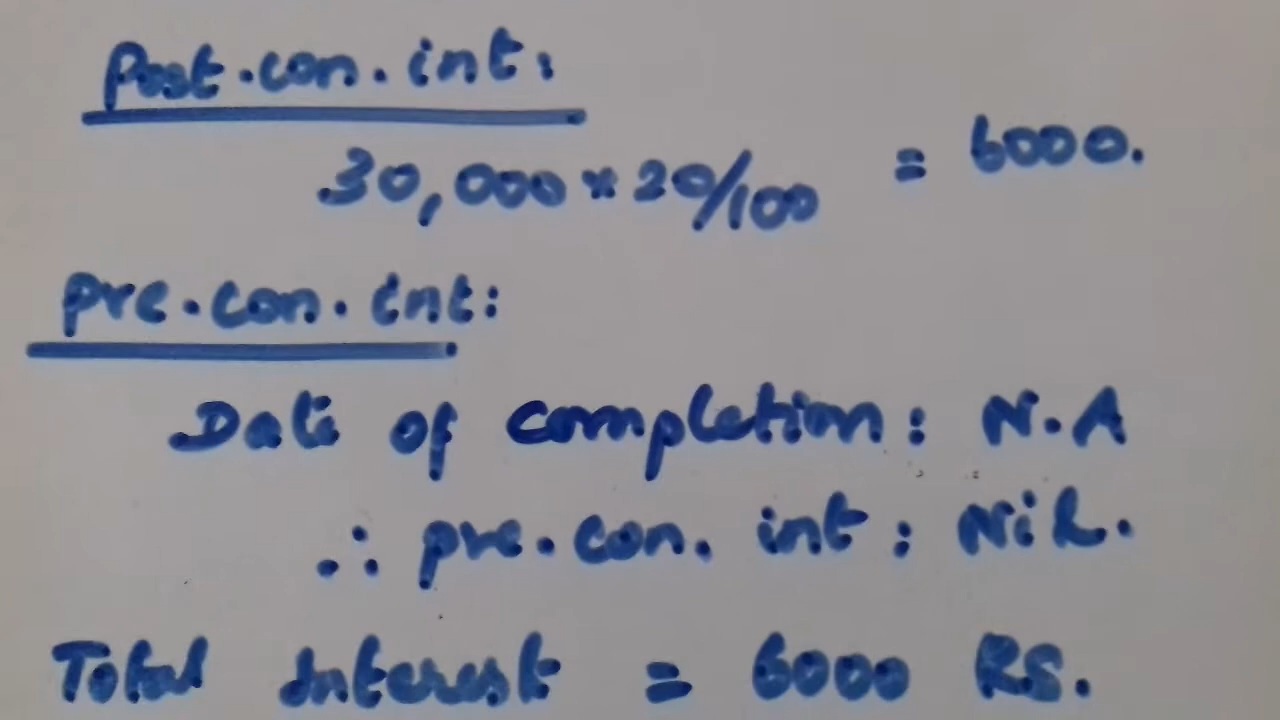 Post.con.int:
30,000 × 20/100 = 6000.
pre.con.int:
Date of completion: N.A
∴ pre.con. int: Nil.
Total Interest = 6000 RS.